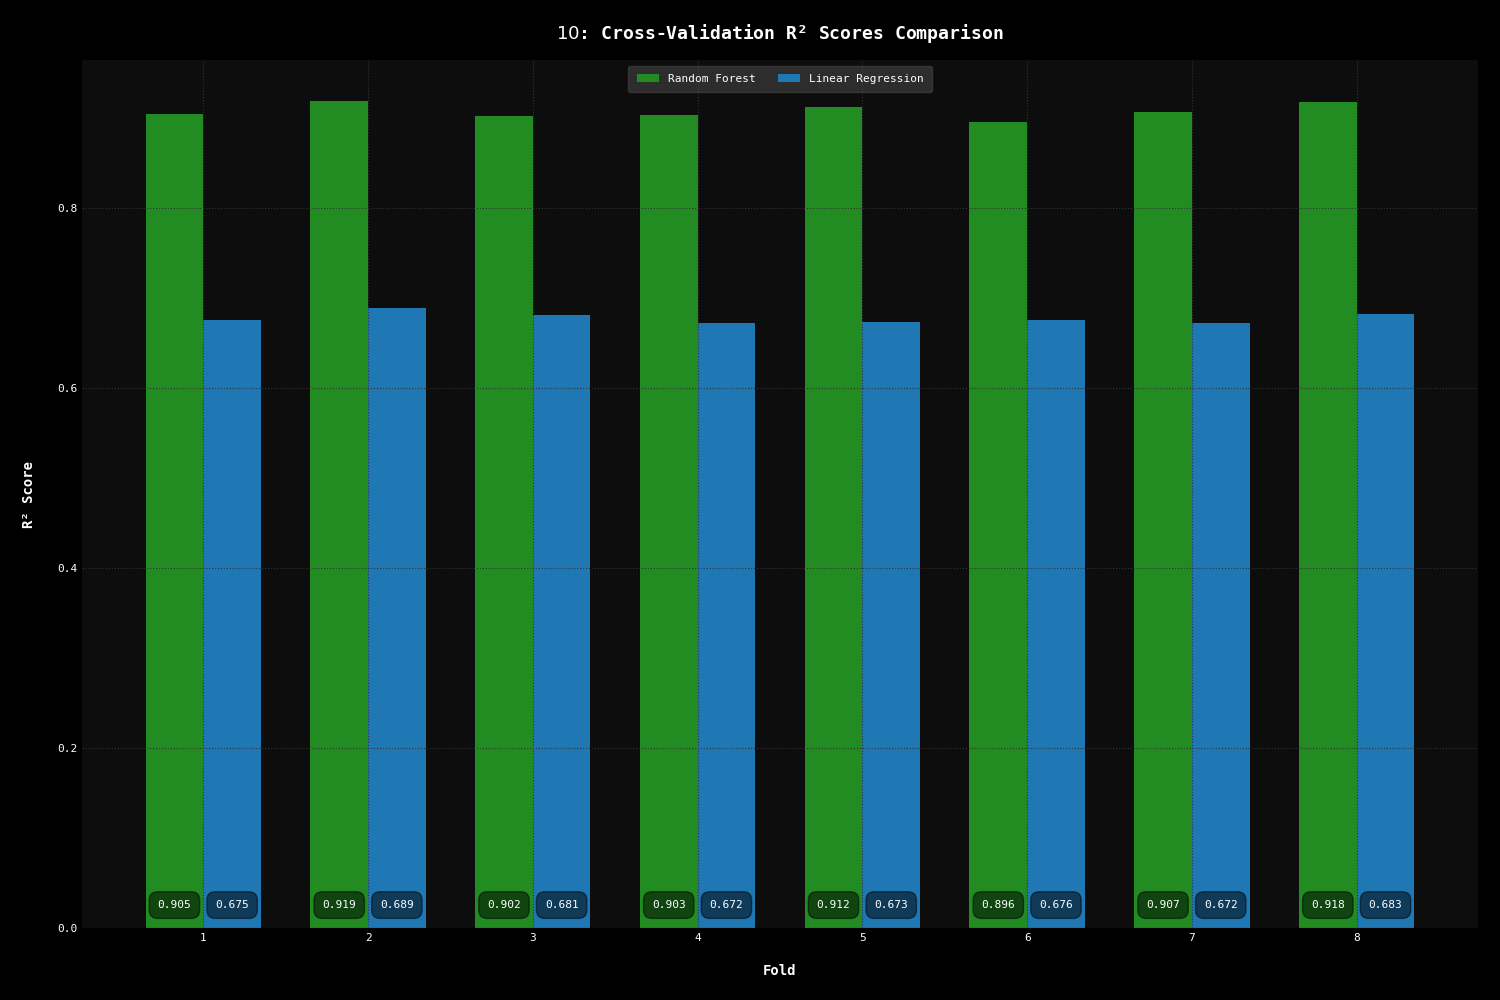 10: Cross-Validation R² Scores Comparison
Random Forest Linear Regression
R² Score
0.8
0.6
0.4
0.2
0.0
0.905 0.675 0.919 0.689 0.902 0.681 0.903 0.672 0.912 0.673 0.896 0.676 0.907 0.672 0.918 0.683
1 2 3 4 5 6 7 8
Fold